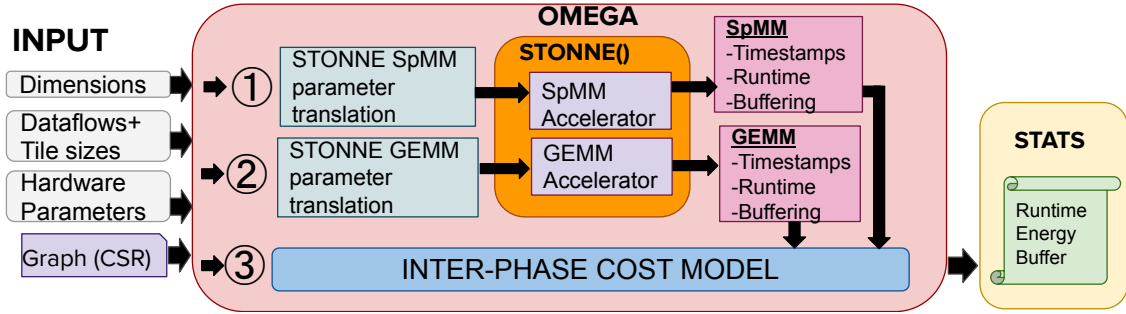 OMEGA
INPUT
Dimensions
Dataflows+
Tile sizes
Hardware
Parameters
Graph (CSR)
①
STONNE SpMM
parameter
translation
②
STONNE GEMM
parameter
translation
③
STONNE()
SpMM
Accelerator
GEMM
Accelerator
SpMM
-Timestamps
-Runtime
-Buffering
GEMM
-Timestamps
-Runtime
-Buffering
INTER-PHASE COST MODEL
STATS
Runtime
Energy
Buffer